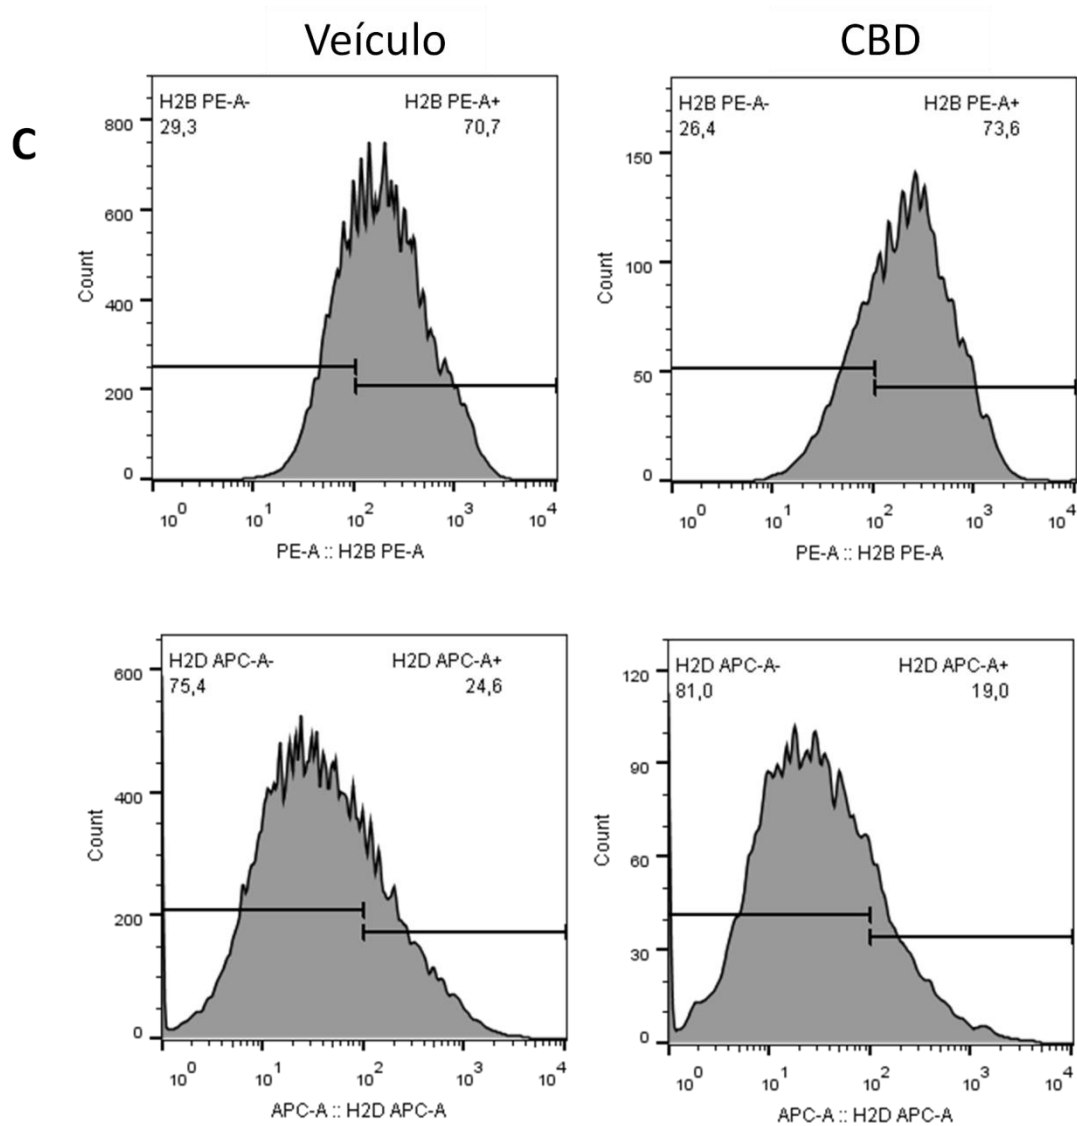 Veículo
CBD
C
H2B PE-A- H2B PE-A+
29,3 70,7
800
600
400
200
0
Count
10^0 10^1 10^2 10^3 10^4
PE-A :: H2B PE-A
H2B PE-A- H2B PE-A+
26,4 73,6
150
100
50
0
Count
10^0 10^1 10^2 10^3 10^4
PE-A :: H2B PE-A
H2D APC-A- H2D APC-A+
75,4 24,6
600
400
200
0
Count
10^0 10^1 10^2 10^3 10^4
APC-A :: H2D APC-A
H2D APC-A- H2D APC-A+
81,0 19,0
120
90
60
30
0
Count
10^0 10^1 10^2 10^3 10^4
APC-A :: H2D APC-A